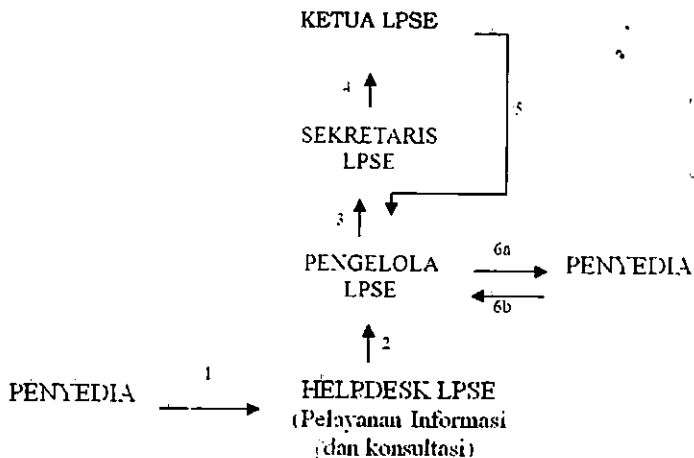 KETUA LPSE
4
5
SEKRETARIS
LPSE
3
PENGELOLA
LPSE
6a
PENYEDIA
6b
2
PENYEDIA
1
HELPDESK LPSE
(Pelayanan Informasi
(dan konsultasi)